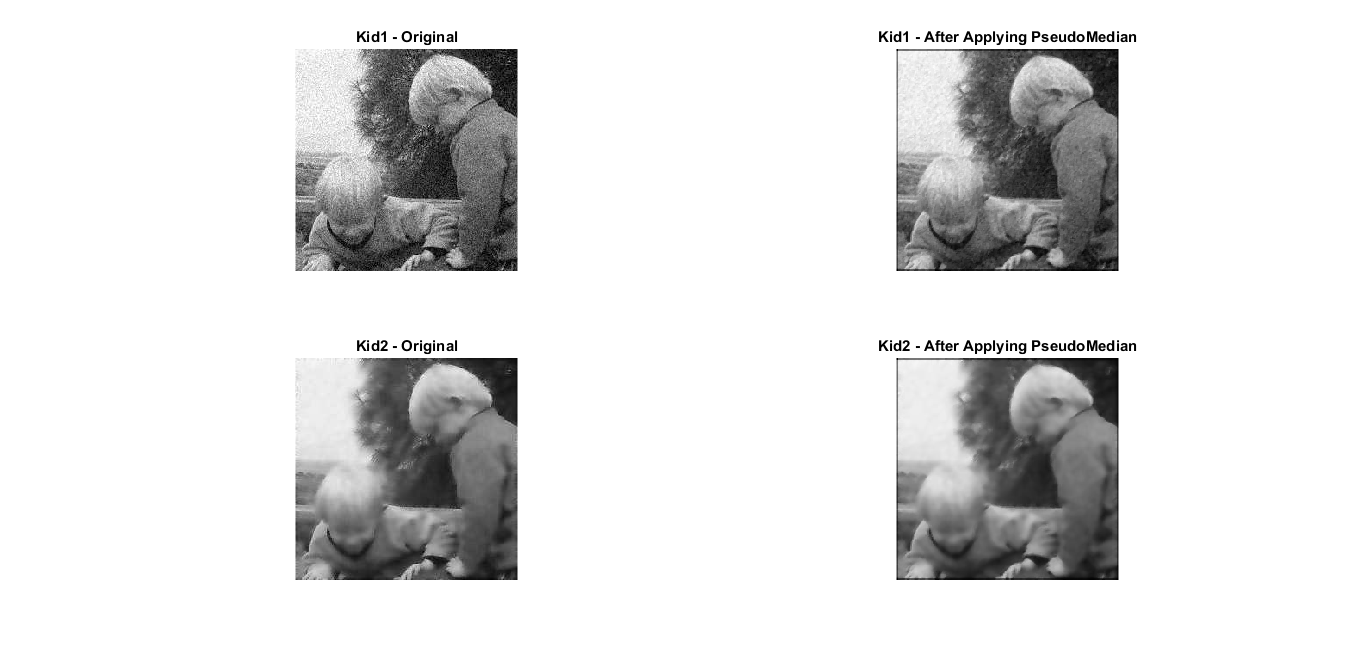 Kid1 - Original
Kid1 - After Applying PseudoMedian
Kid2 - Original
Kid2 - After Applying PseudoMedian